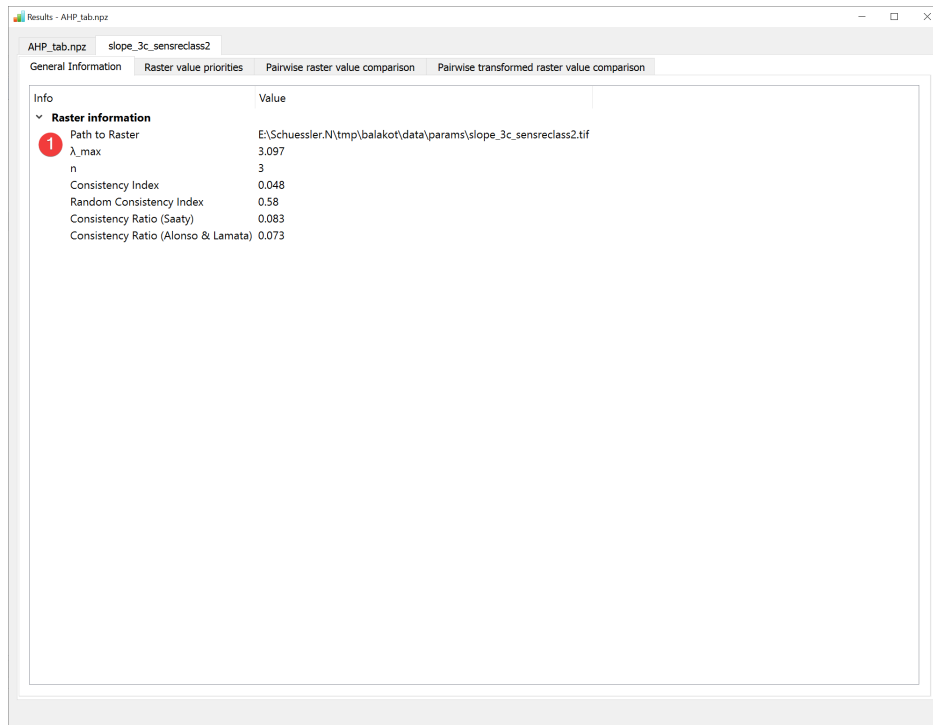 Results - AHP_tab.npz
AHP_tab.npz slope_3c_sensreclass2
General Information Raster value priorities Pairwise raster value comparison Pairwise transformed raster value comparison
Info Value
Raster information
Path to Raster E:\Schuessler.N\tmp\balakot\data\params\slope_3c_sensreclass2.tif
1
λ_max 3.097
n 3
Consistency Index 0.048
Random Consistency Index 0.58
Consistency Ratio (Saaty) 0.083
Consistency Ratio (Alonso & Lamata) 0.073